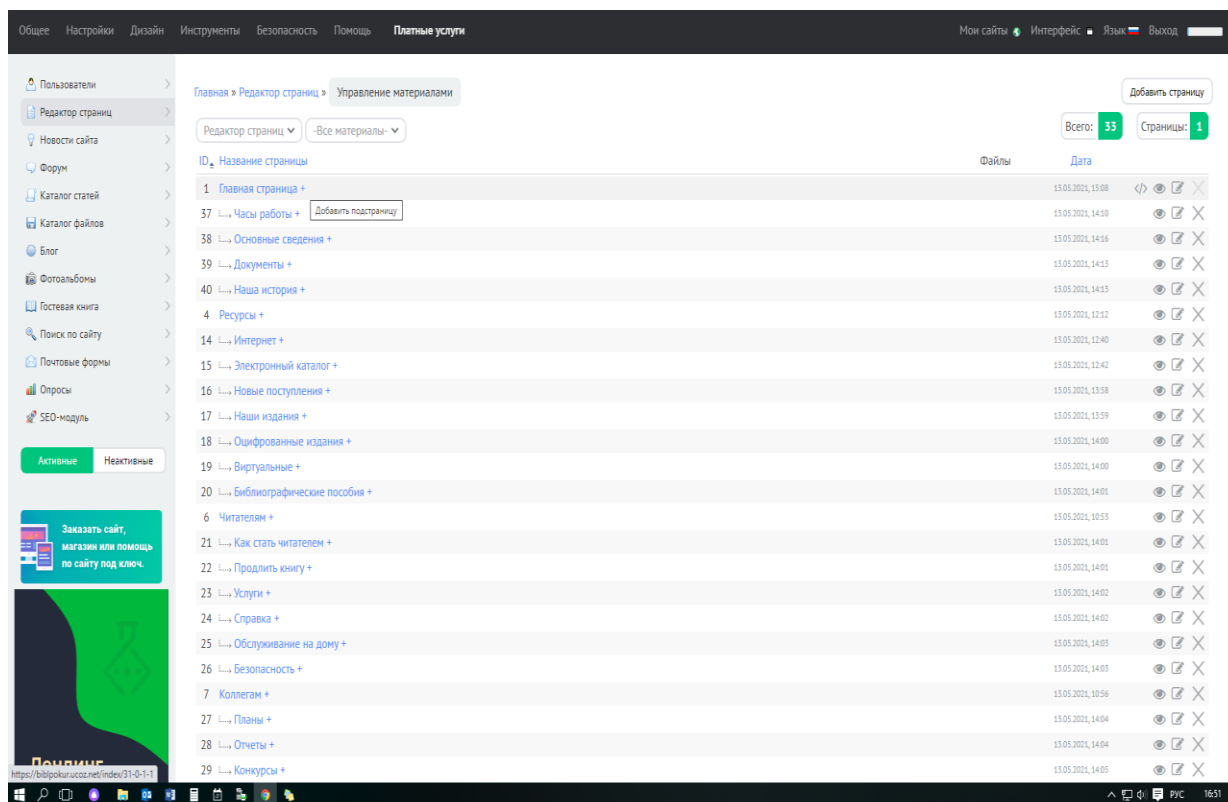 Общее Настройки Дизайн Инструменты Безопасность Помощь Платные услуги Мои сайты Интерфейс Язык Выход
Пользователи
Редактор страниц
Новости сайта
Форум
Каталог статей
Каталог файлов
Блог
Фотоальбомы
Гостевая книга
Поиск по сайту
Почтовые формы
Опросы
SEO-модуль
Активные Неактивные
Заказать сайт,
магазин или помощь
по сайту под ключ.
https://biblpokur.ucoz.net/index/31-0-1-1
Главная » Редактор страниц » Управление материалами Добавить страницу
Редактор страниц -Все материалы- Всего: 33 Страницы: 1
ID Название страницы Файлы Дата
1 Главная страница + 13.05.2021, 15:08 </>
Добавить подстраницу
37 Часы работы + 13.05.2021, 14:10
38 Основные сведения + 13.05.2021, 14:16
39 Документы + 13.05.2021, 14:13
40 Наша история + 13.05.2021, 14:13
4 Ресурсы + 13.05.2021, 12:12
14 Интернет + 13.05.2021, 12:40
15 Электронный каталог + 13.05.2021, 12:42
16 Новые поступления + 13.05.2021, 13:58
17 Наши издания + 13.05.2021, 13:59
18 Оцифрованные издания + 13.05.2021, 14:00
19 Виртуальные + 13.05.2021, 14:00
20 Библиографические пособия + 13.05.2021, 14:01
6 Читателям + 13.05.2021, 10:53
21 Как стать читателем + 13.05.2021, 14:01
22 Продлить книгу + 13.05.2021, 14:01
23 Услуги + 13.05.2021, 14:02
24 Справка + 13.05.2021, 14:02
25 Обслуживание на дому + 13.05.2021, 14:03
26 Безопасность + 13.05.2021, 14:03
7 Коллегам + 13.05.2021, 10:56
27 Планы + 13.05.2021, 14:04
28 Отчеты + 13.05.2021, 14:04
29 Конкурсы + 13.05.2021, 14:05
РУС 16:51